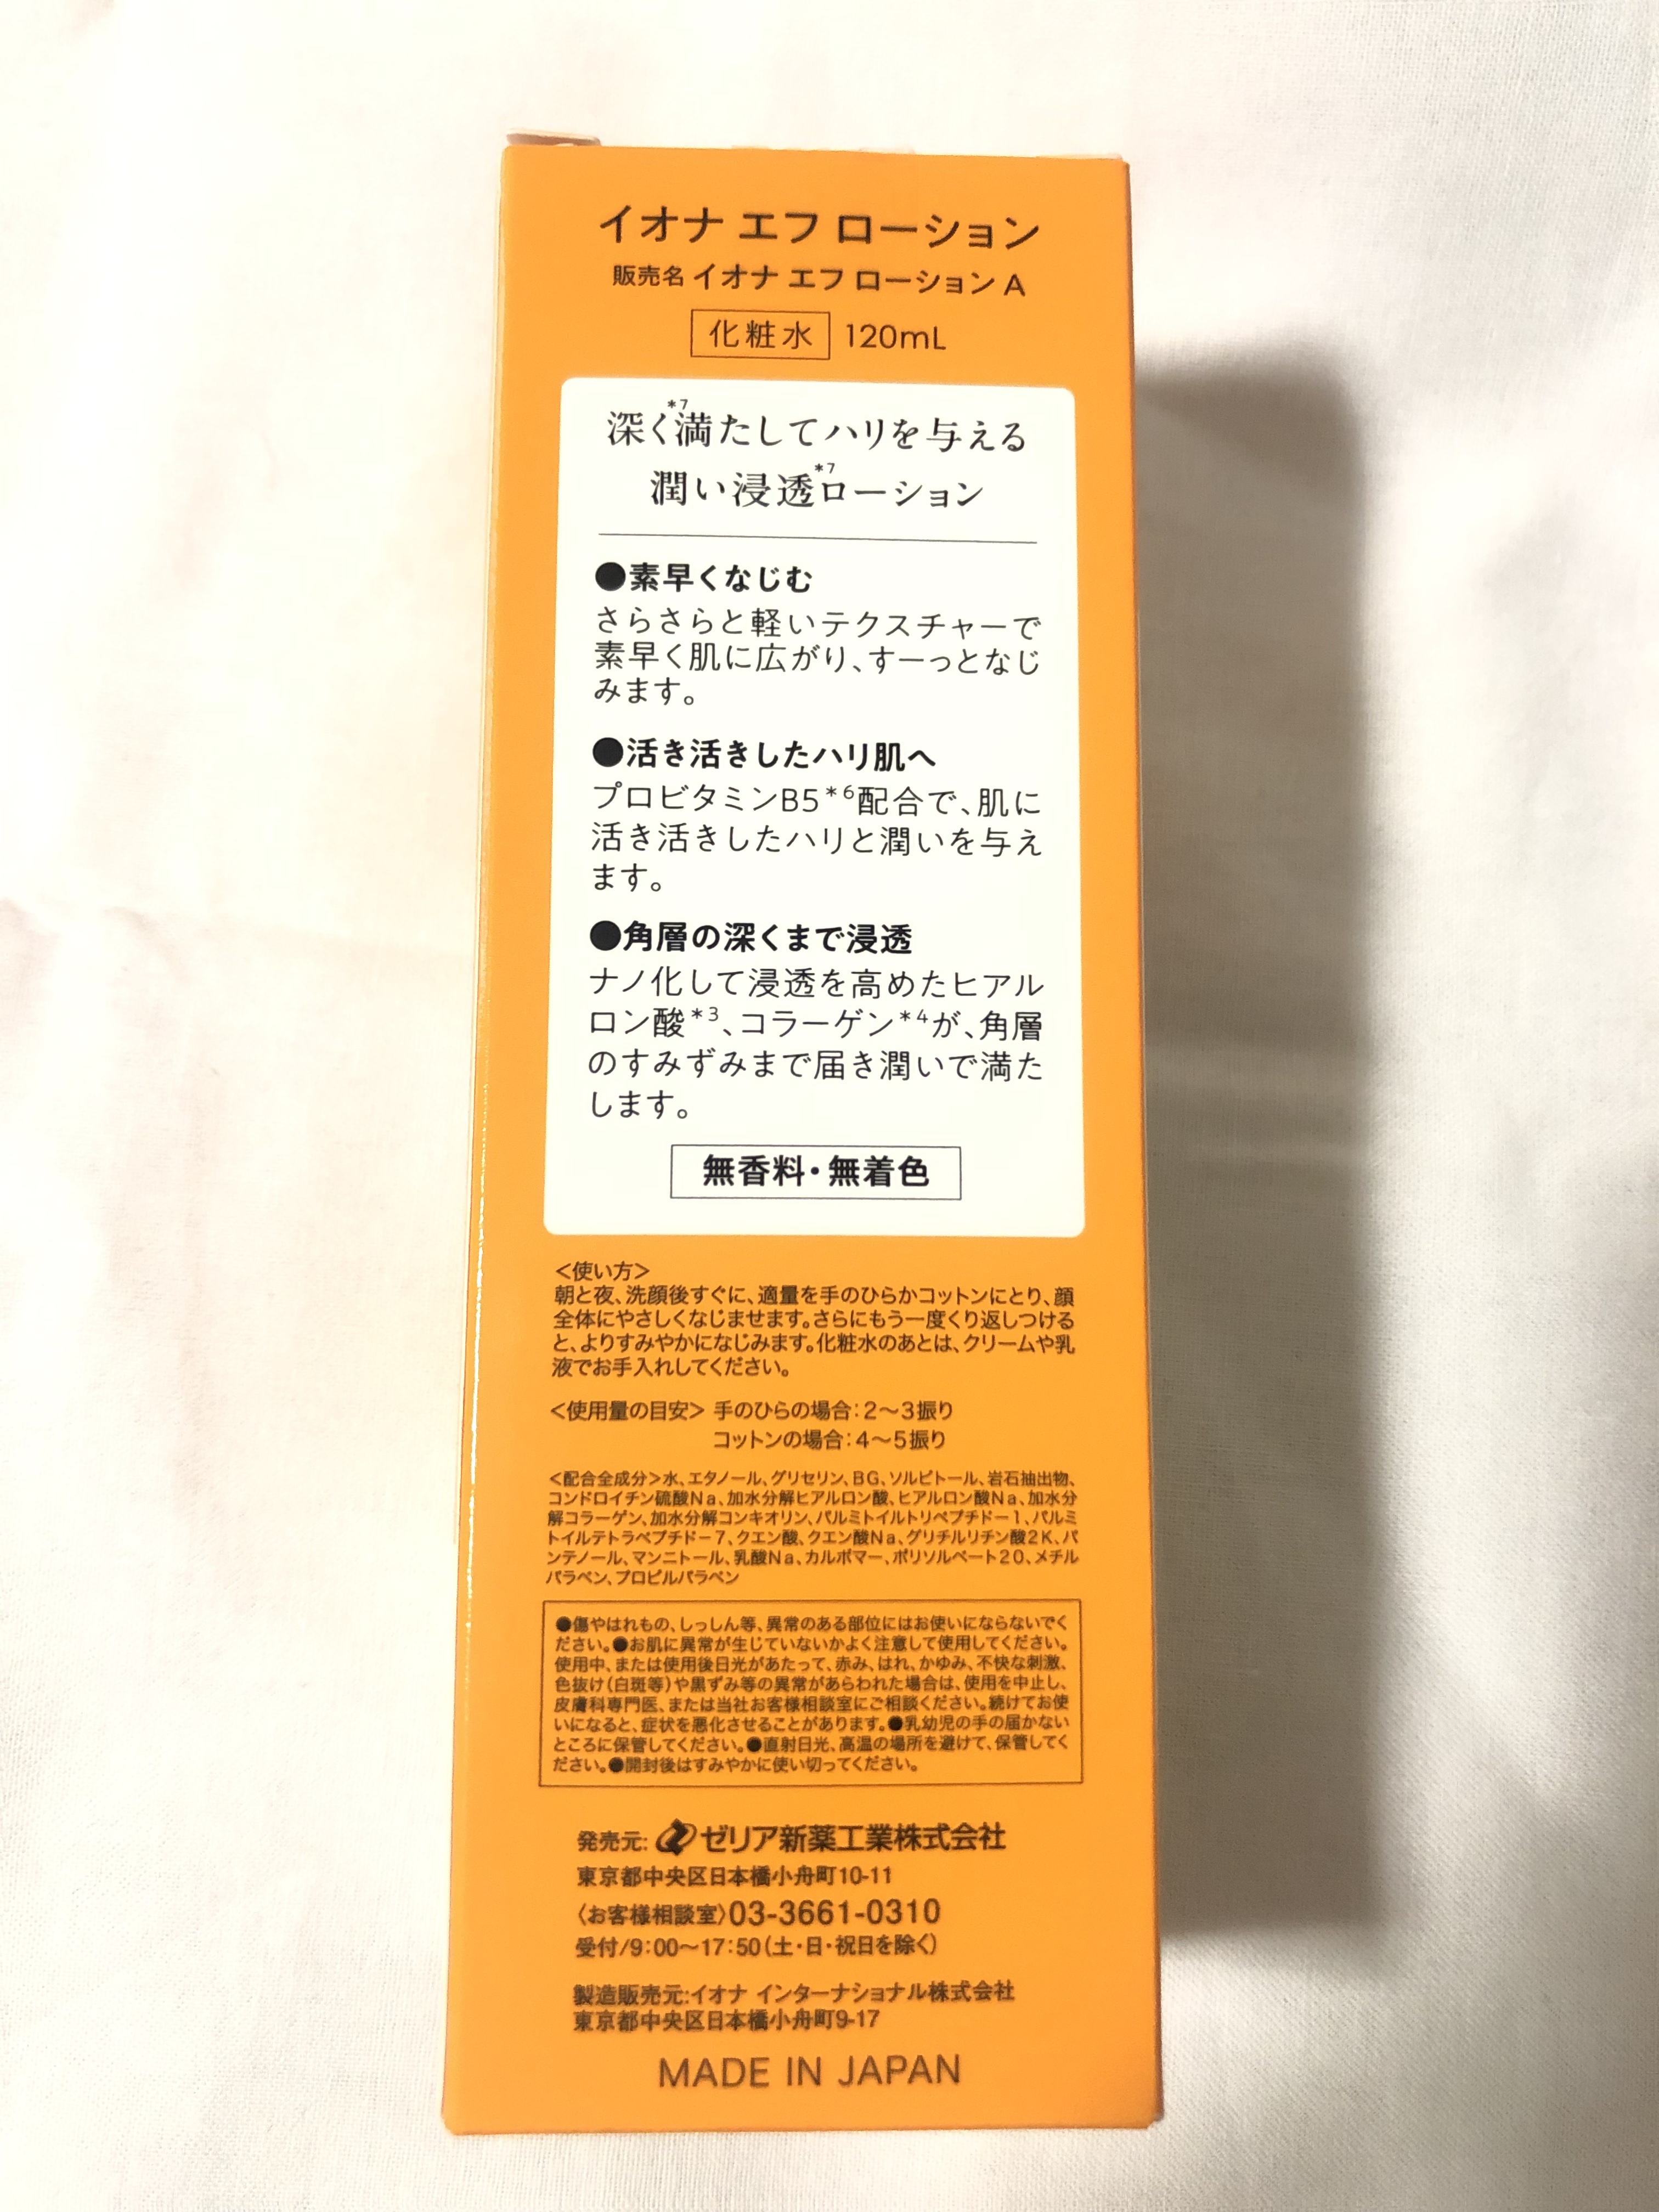 イオナ エフ ローション
販売名 イオナ エフ ローション A
化粧水 120mL
深く*7満たしてハリを与える
潤い浸透*7ローション
●素早くなじむ
さらさらと軽いテクスチャーで
素早く肌に広がり、すーっとなじ
みます。
●活き活きしたハリ肌へ
プロビタミンB5*6配合で、肌に
活き活きしたハリと潤いを与え
ます。
●角層の深くまで浸透
ナノ化して浸透を高めたヒアル
ロン酸*3、コラーゲン*4が、角層
のすみずみまで届き潤いで満た
します。
無香料・無着色
<使い方>
朝と夜、洗顔後すぐに、適量を手のひらかコットンにとり、顔
全体にやさしくなじませます。さらにもう一度くり返しつける
と、よりすみやかになじみます。化粧水のあとは、クリームや乳
液でお手入れしてください。
<使用量の目安> 手のひらの場合：2〜3振り
コットンの場合：4〜5振り
<配合全成分>水、エタノール、グリセリン、BG、ソルビトール、岩石抽出物、
コンドロイチン硫酸Na、加水分解ヒアルロン酸、ヒアルロン酸Na、加水分
解コラーゲン、加水分解コンキオリン、パルミトイルトリペプチド−1、パルミ
トイルテトラペプチド−7、クエン酸、クエン酸Na、グリチルリチン酸2K、パ
ンテノール、マンニトール、乳酸Na、カルボマー、ポリソルベート20、メチル
パラベン、プロピルパラベン
●傷やはれもの、しっしん等、異常のある部位にはお使いにならないでく
ださい。●お肌に異常が生じていないかよく注意して使用してください。
使用中、または使用後日光があたって、赤み、はれ、かゆみ、不快な刺激、
色抜け(白斑等)や黒ずみ等の異常があらわれた場合は、使用を中止し、
皮膚科専門医、または当社お客様相談室にご相談ください。続けてお使
いになると、症状を悪化させることがあります。●乳幼児の手の届かない
ところに保管してください。●直射日光、高温の場所を避けて、保管してく
ださい。●開封後はすみやかに使い切ってください。
発売元: ゼリア新薬工業株式会社
東京都中央区日本橋小舟町10-11
〈お客様相談室〉03-3661-0310
受付/9:00〜17:50(土・日・祝日を除く)
製造販売元:イオナ インターナショナル株式会社
東京都中央区日本橋小舟町9-17
MADE IN JAPAN